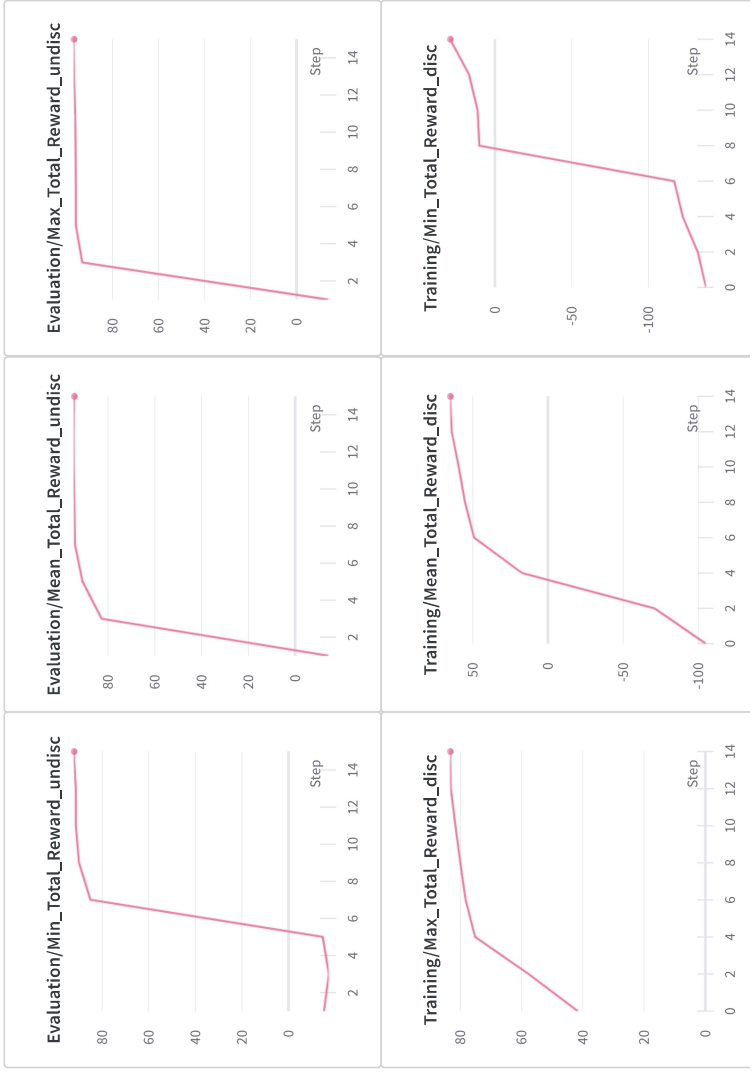 Evaluation/Min_Total_Reward_undisc
80
60
40
20
0
Step
2 4 6 8 10 12 14
Evaluation/Mean_Total_Reward_undisc
80
60
40
20
0
Step
2 4 6 8 10 12 14
Evaluation/Max_Total_Reward_undisc
80
60
40
20
0
Step
2 4 6 8 10 12 14
Training/Max_Total_Reward_disc
80
60
40
20
0
Step
0 2 4 6 8 10 12 14
Training/Mean_Total_Reward_disc
50
0
-50
-100
Step
0 2 4 6 8 10 12 14
Training/Min_Total_Reward_disc
0
-50
-100
Step
0 2 4 6 8 10 12 14